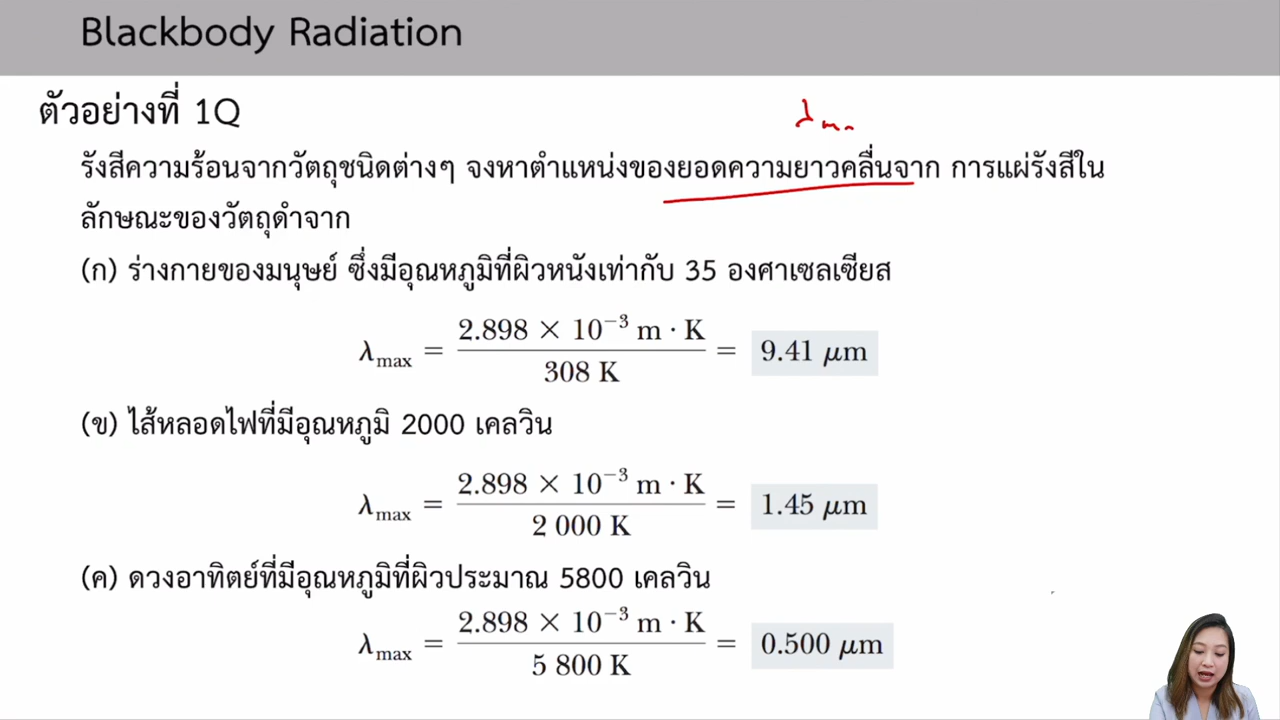 Blackbody Radiation
ตัวอย่างที่ 1Q
λm
รังสีความร้อนจากวัตถุชนิดต่างๆ จงหาตำแหน่งของยอดความยาวคลื่นจาก การแผ่รังสีใน
ลักษณะของวัตถุดำจาก
(ก) ร่างกายของมนุษย์ ซึ่งมีอุณหภูมิที่ผิวหนังเท่ากับ 35 องศาเซลเซียส
λmax = 2.898 × 10⁻³ m · K / 308 K = 9.41 μm
(ข) ไส้หลอดไฟที่มีอุณหภูมิ 2000 เคลวิน
λmax = 2.898 × 10⁻³ m · K / 2 000 K = 1.45 μm
(ค) ดวงอาทิตย์ที่มีอุณหภูมิที่ผิวประมาณ 5800 เคลวิน
λmax = 2.898 × 10⁻³ m · K / 5 800 K = 0.500 μm